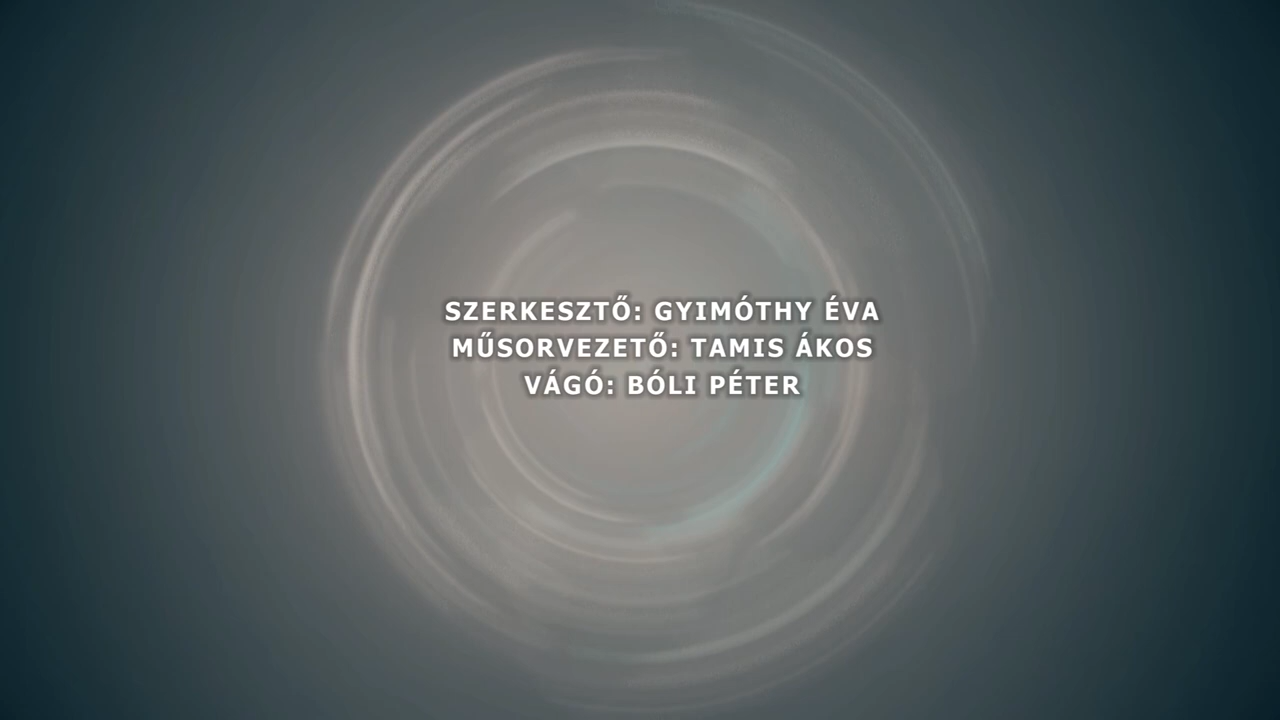 SZERKESZTŐ: GYIMÓTHY ÉVA
MŰSORVEZETŐ: TAMIS ÁKOS
VÁGÓ: BÓLI PÉTER